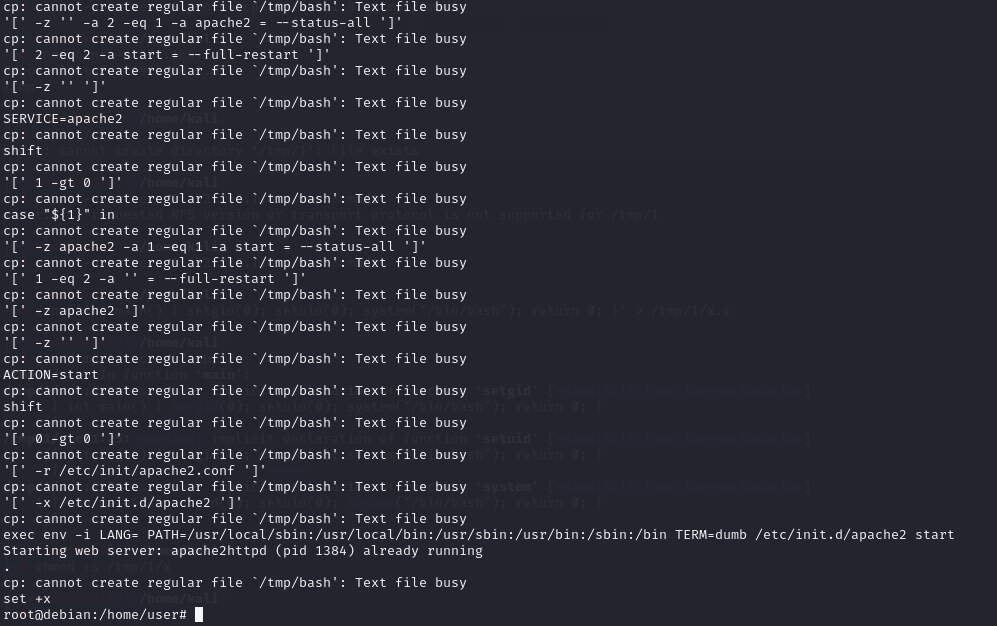 cp: cannot create regular file `/tmp/bash': Text file busy
'[' -z '' -a 2 -eq 1 -a apache2 = --status-all ']'
cp: cannot create regular file `/tmp/bash': Text file busy
'[' 2 -eq 2 -a start = --full-restart ']'
cp: cannot create regular file `/tmp/bash': Text file busy
'[' -z '' ']'
cp: cannot create regular file `/tmp/bash': Text file busy
SERVICE=apache2
cp: cannot create regular file `/tmp/bash': Text file busy
shift
cp: cannot create regular file `/tmp/bash': Text file busy
'[' 1 -gt 0 ']'
cp: cannot create regular file `/tmp/bash': Text file busy
case "${1}" in
cp: cannot create regular file `/tmp/bash': Text file busy
'[' -z apache2 -a 1 -eq 1 -a start = --status-all ']'
cp: cannot create regular file `/tmp/bash': Text file busy
'[' 1 -eq 2 -a '' = --full-restart ']'
cp: cannot create regular file `/tmp/bash': Text file busy
'[' -z apache2 ']'
cp: cannot create regular file `/tmp/bash': Text file busy
'[' -z '' ']'
cp: cannot create regular file `/tmp/bash': Text file busy
ACTION=start
cp: cannot create regular file `/tmp/bash': Text file busy
shift
cp: cannot create regular file `/tmp/bash': Text file busy
'[' 0 -gt 0 ']'
cp: cannot create regular file `/tmp/bash': Text file busy
'[' -r /etc/init/apache2.conf ']'
cp: cannot create regular file `/tmp/bash': Text file busy
'[' -x /etc/init.d/apache2 ']'
cp: cannot create regular file `/tmp/bash': Text file busy
exec env -i LANG= PATH=/usr/local/sbin:/usr/local/bin:/usr/sbin:/usr/bin:/sbin:/bin TERM=dumb /etc/init.d/apache2 start
Starting web server: apache2httpd (pid 1384) already running
.
cp: cannot create regular file `/tmp/bash': Text file busy
set +x
root@debian:/home/user#